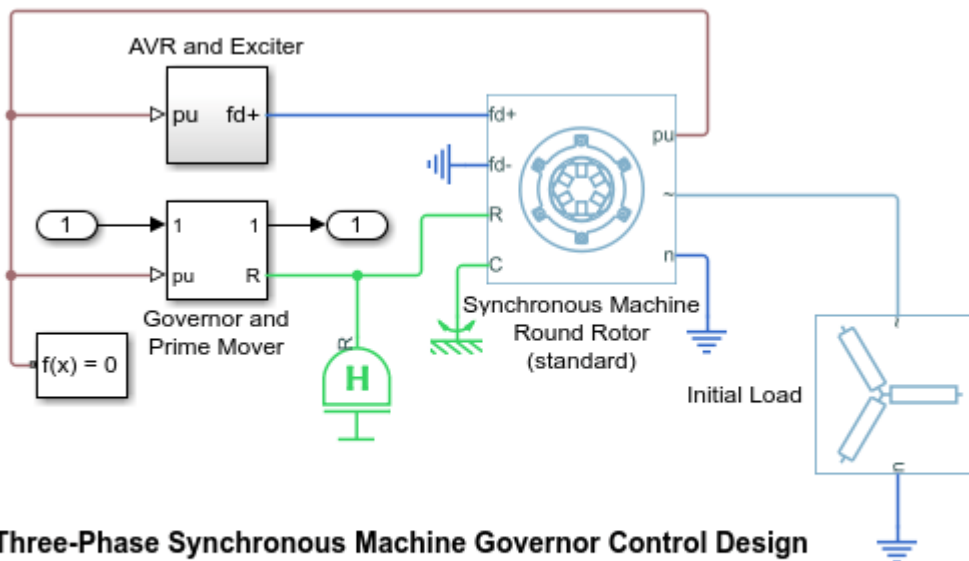 AVR and Exciter
pu fd+
fd+
fd-
R
C
pu
~
n
1
1 1
pu R
1
Governor and
Prime Mover
f(x) = 0
R
H
Synchronous Machine
Round Rotor
(standard)
Initial Load
~
n
Three-Phase Synchronous Machine Governor Control Design